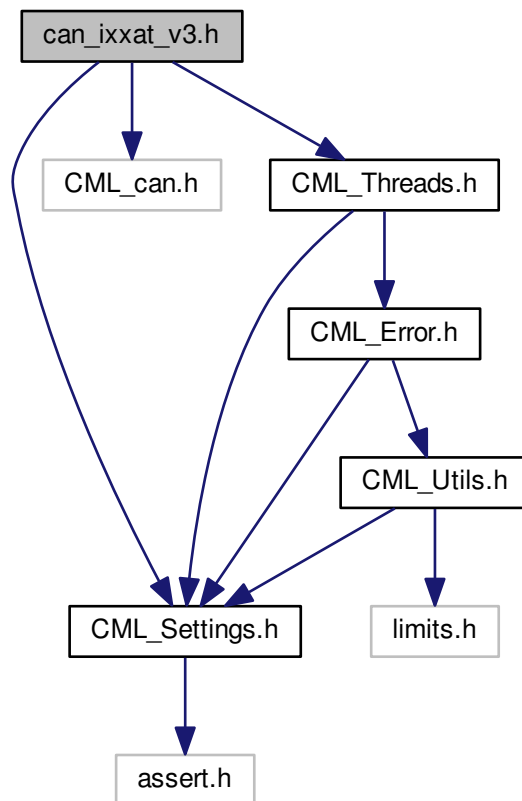 can_ixxat_v3.h
CML_can.h
CML_Threads.h
CML_Error.h
CML_Utils.h
CML_Settings.h
limits.h
assert.h